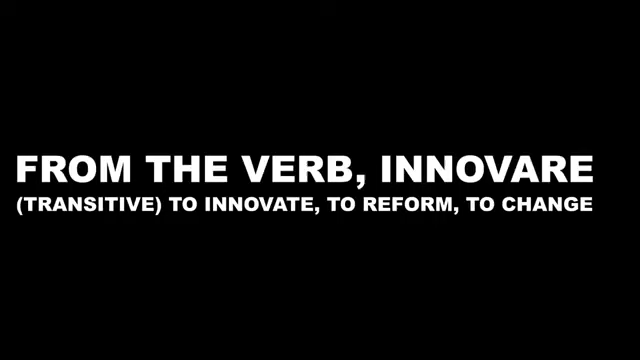 FROM THE VERB, INNOVARE
(TRANSITIVE) TO INNOVATE, TO REFORM, TO CHANGE